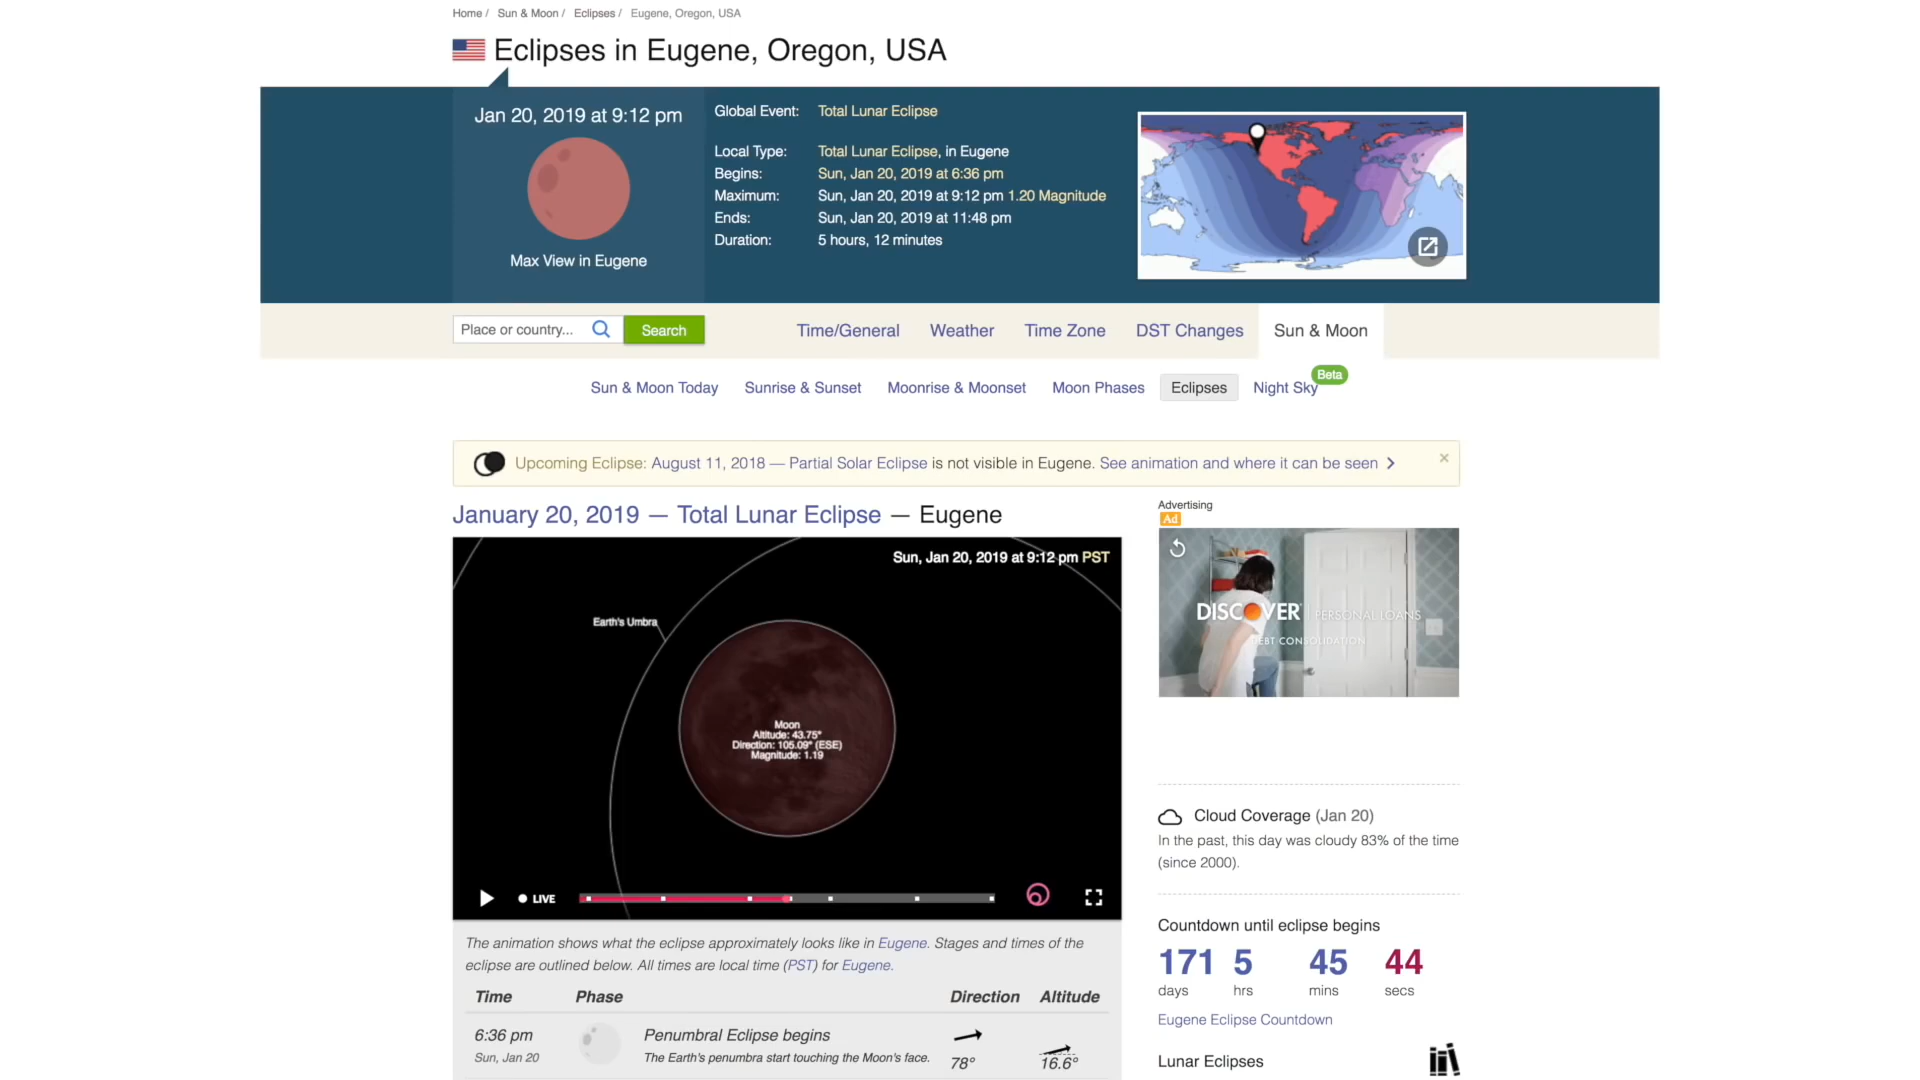 Home / Sun & Moon / Eclipses / Eugene, Oregon, USA
Eclipses in Eugene, Oregon, USA
Jan 20, 2019 at 9:12 pm
Max View in Eugene
Global Event: Total Lunar Eclipse
Local Type: Total Lunar Eclipse, in Eugene
Begins: Sun, Jan 20, 2019 at 6:36 pm
Maximum: Sun, Jan 20, 2019 at 9:12 pm 1.20 Magnitude
Ends: Sun, Jan 20, 2019 at 11:48 pm
Duration: 5 hours, 12 minutes
Place or country... Search
Time/General Weather Time Zone DST Changes Sun & Moon
Sun & Moon Today Sunrise & Sunset Moonrise & Moonset Moon Phases Eclipses Night Sky Beta
Upcoming Eclipse: August 11, 2018 — Partial Solar Eclipse is not visible in Eugene. See animation and where it can be seen
January 20, 2019 — Total Lunar Eclipse — Eugene
Sun, Jan 20, 2019 at 9:12 pm PST
Earth's Umbra
Moon
Altitude: 43.75°
Direction: 105.09° (ESE)
Magnitude: 1.19
LIVE
The animation shows what the eclipse approximately looks like in Eugene. Stages and times of the
eclipse are outlined below. All times are local time (PST) for Eugene.
Time Phase Direction Altitude
6:36 pm Penumbral Eclipse begins
Sun, Jan 20 The Earth's penumbra start touching the Moon's face. 78° 16.6°
Advertising
Ad
DISCOVER PERSONAL LOANS
DEBT CONSOLIDATION
Cloud Coverage (Jan 20)
In the past, this day was cloudy 83% of the time
(since 2000).
Countdown until eclipse begins
171 5 45 44
days hrs mins secs
Eugene Eclipse Countdown
Lunar Eclipses